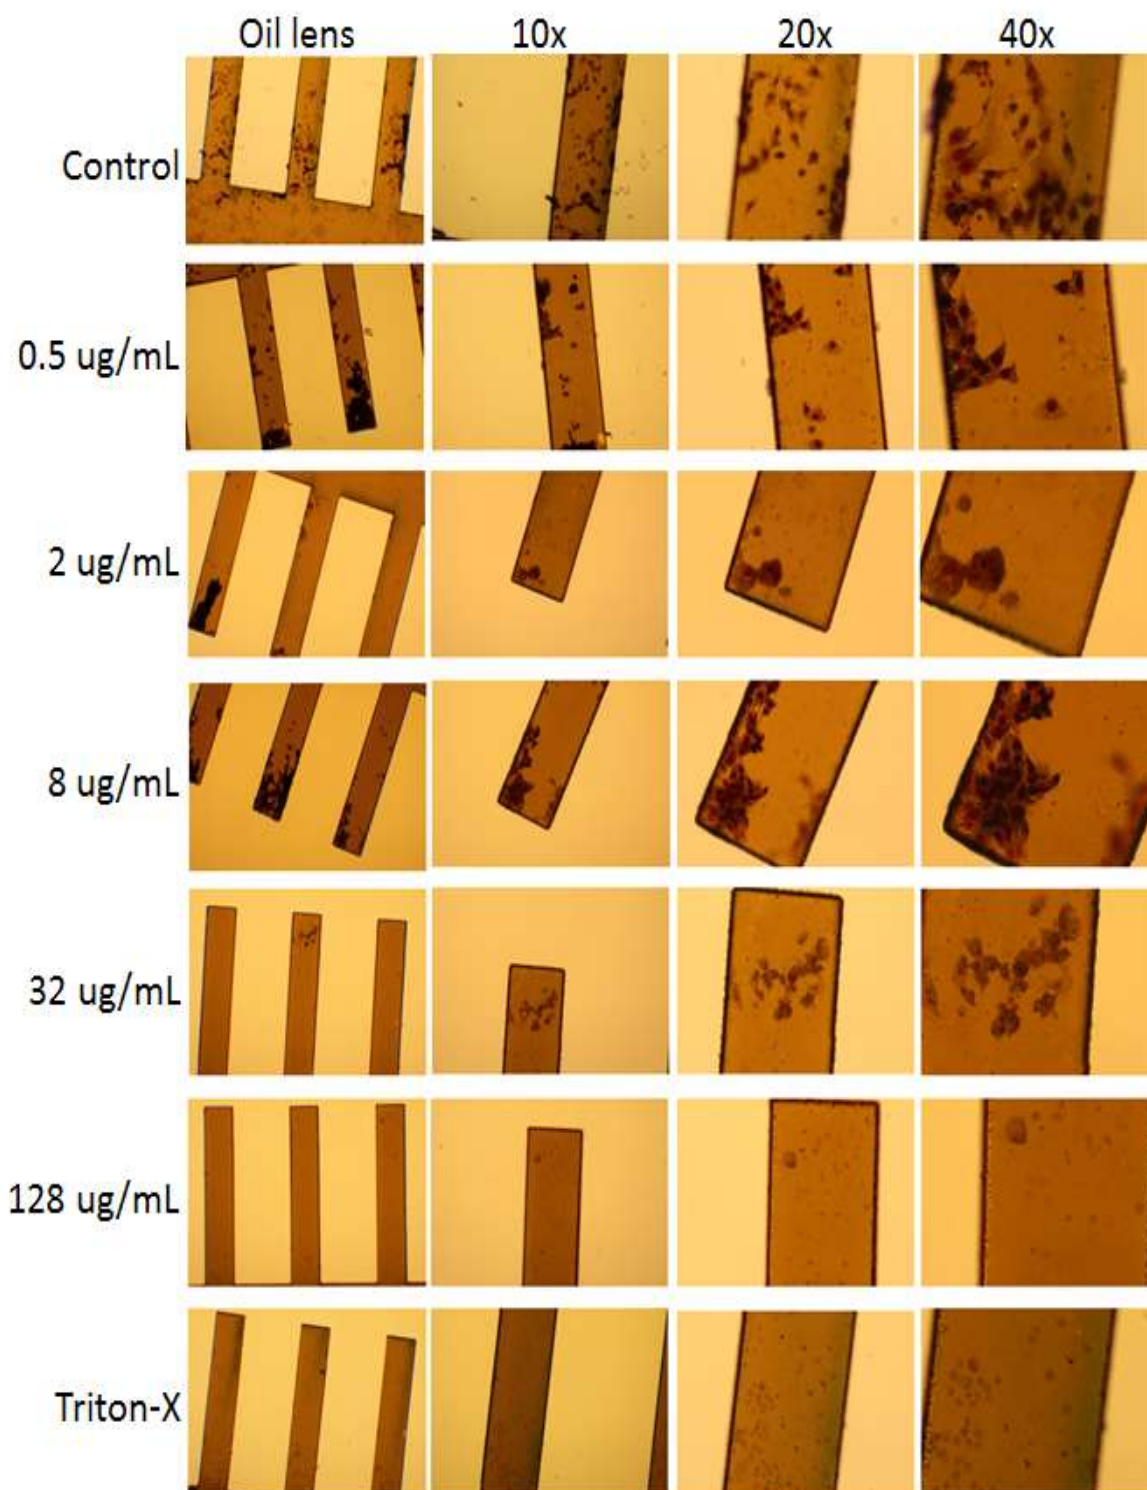 Oil lens 10x 20x 40x
Control
0.5 ug/mL
2 ug/mL
8 ug/mL
32 ug/mL
128 ug/mL
Triton-X